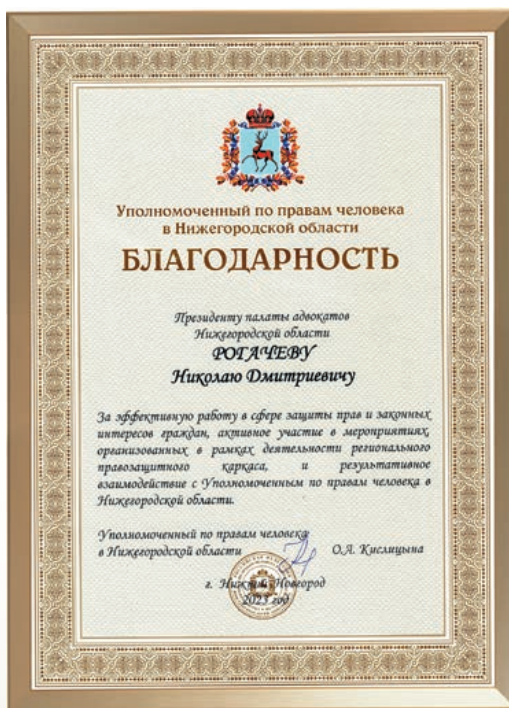 Уполномоченный по правам человека
в Нижегородской области
БЛАГОДАРНОСТЬ
Президенту палаты адвокатов
Нижегородской области
РОГАЧЕВУ
Николаю Дмитриевичу
За эффективную работу в сфере защиты прав и законных
интересов граждан, активное участие в мероприятиях,
организованных в рамках деятельности регионального
правозащитного каркаса, и результативное
взаимодействие с Уполномоченным по правам человека в
Нижегородской области.
Уполномоченный по правам человека
в Нижегородской области О.А. Кислицына
г. Нижний Новгород
2023 год